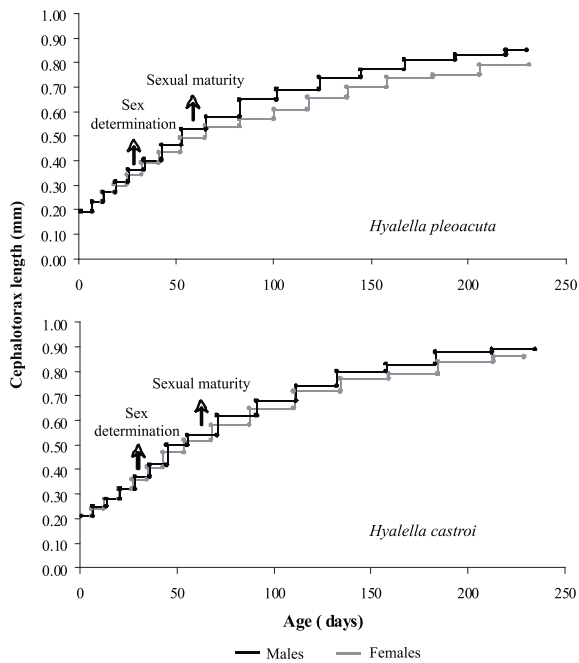 Cephalotorax length (mm)
1.00
0.90
0.80
0.70
0.60
0.50
0.40
0.30
0.20
0.10
0.00
Sexual maturity
Sex
determination
Hyalella pleoacuta
0 50 100 150 200 250
1.00
0.90
0.80
0.70
0.60
0.50
0.40
0.30
0.20
0.10
0.00
Sexual maturity
Sex
determination
Hyalella castroi
0 50 100 150 200 250
Age ( days)
Males Females